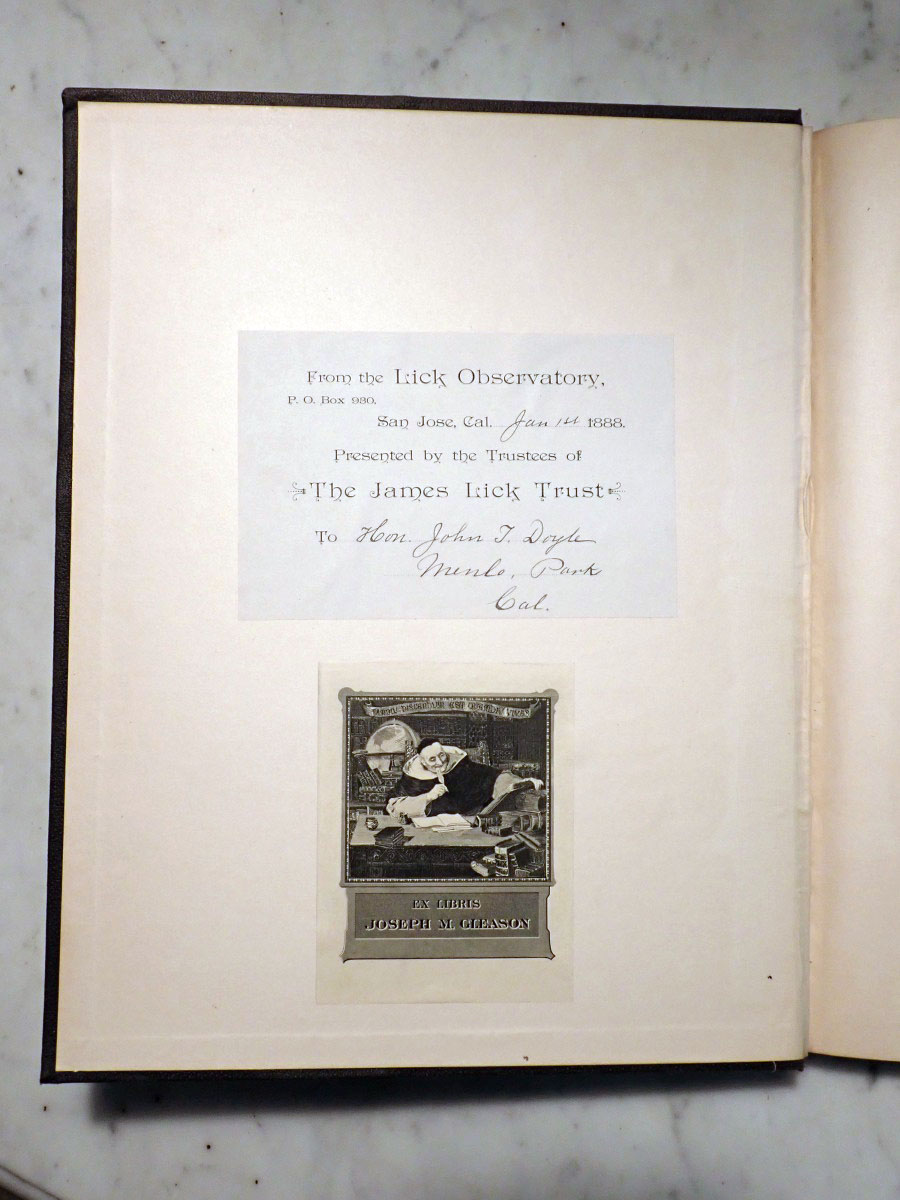 From the Lick Observatory,
P. O. Box 980.
San Jose, Cal. Jan 1st 1888.
Presented by the Trustees of
The James Lick Trust
To Hon. John T. Doyle
Menlo, Park
Cal.
EX LIBRIS
JOSEPH M. GLEASON